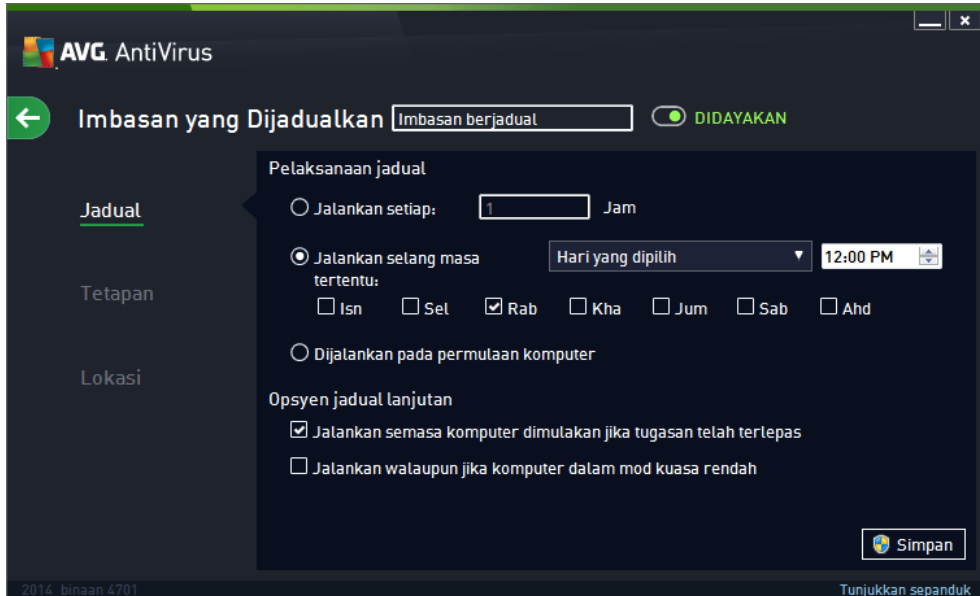 AVG. AntiVirus
Imbasan yang Dijadualkan Imbasan berjadual DIDAYAKAN
Jadual
Tetapan
Lokasi
Pelaksanaan jadual
Jalankan setiap: 1 Jam
Jalankan selang masa tertentu: Hari yang dipilih 12:00 PM
Isn Sel Rab Kha Jum Sab Ahd
Dijalankan pada permulaan komputer
Opsyen jadual lanjutan
Jalankan semasa komputer dimulakan jika tugasan telah terlepas
Jalankan walaupun jika komputer dalam mod kuasa rendah
Simpan
2014 binaan 4701
Tunjukkan sepanduk